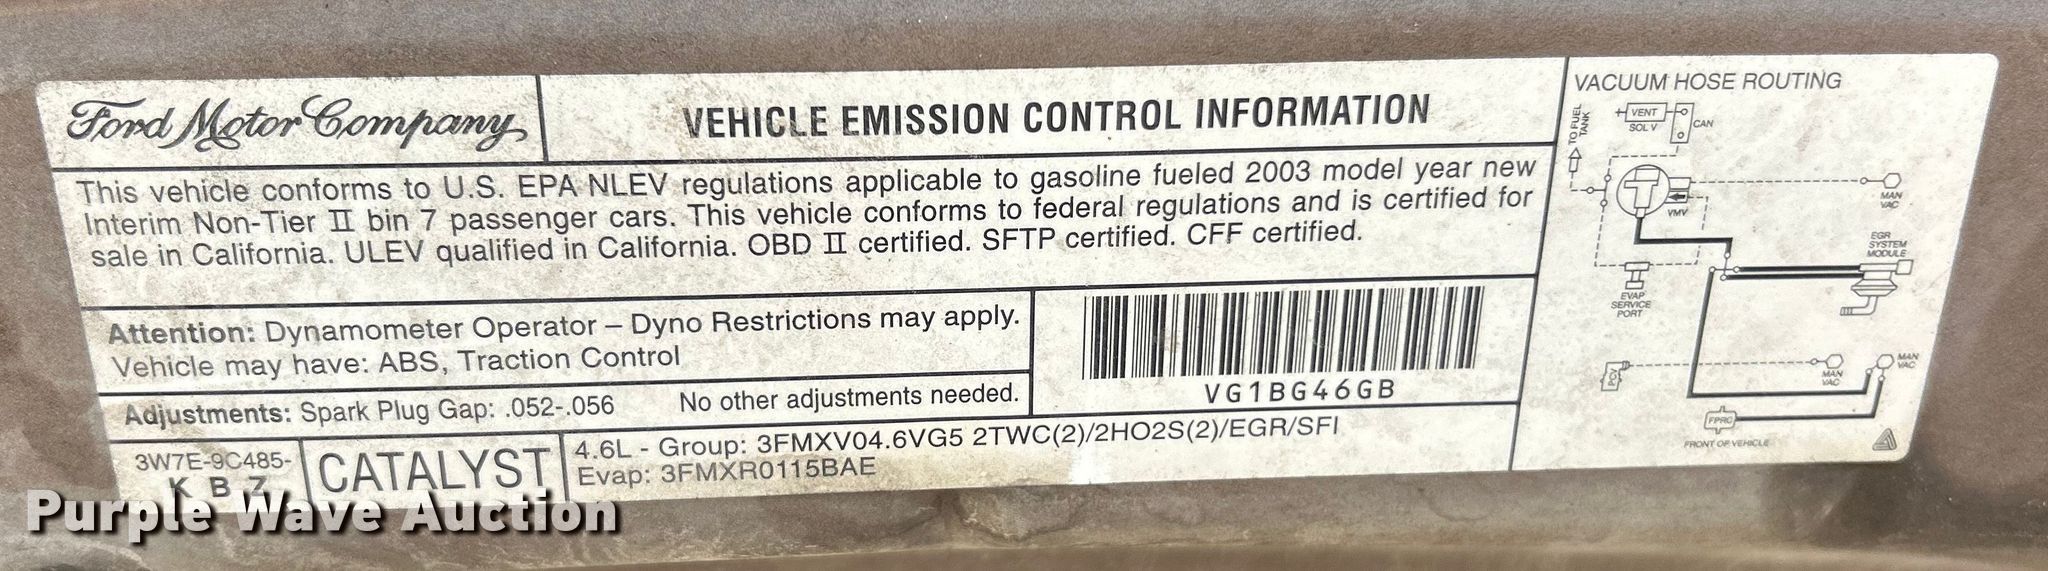 Ford Motor Company
VEHICLE EMISSION CONTROL INFORMATION
This vehicle conforms to U.S. EPA NLEV regulations applicable to gasoline fueled 2003 model year new
Interim Non-Tier II bin 7 passenger cars. This vehicle conforms to federal regulations and is certified for
sale in California. ULEV qualified in California. OBD II certified. SFTP certified. CFF certified.
Attention: Dynamometer Operator – Dyno Restrictions may apply.
Vehicle may have: ABS, Traction Control
Adjustments: Spark Plug Gap: .052-.056 No other adjustments needed.
VG1BG46GB
3W7E-9C485-
K B Z
CATALYST
4.6L - Group: 3FMXV04.6VG5 2TWC(2)/2HO2S(2)/EGR/SFI
Evap: 3FMXR0115BAE
VACUUM HOSE ROUTING
TO FUEL
TANK
+ VENT -
SOL V
CAN
VMV
MAN
VAC
EGR
SYSTEM
MODULE
EVAP
SERVICE
PORT
PCV
MAN
VAC
MAN
VAC
FPRC
FRONT OF VEHICLE
Purple Wave Auction